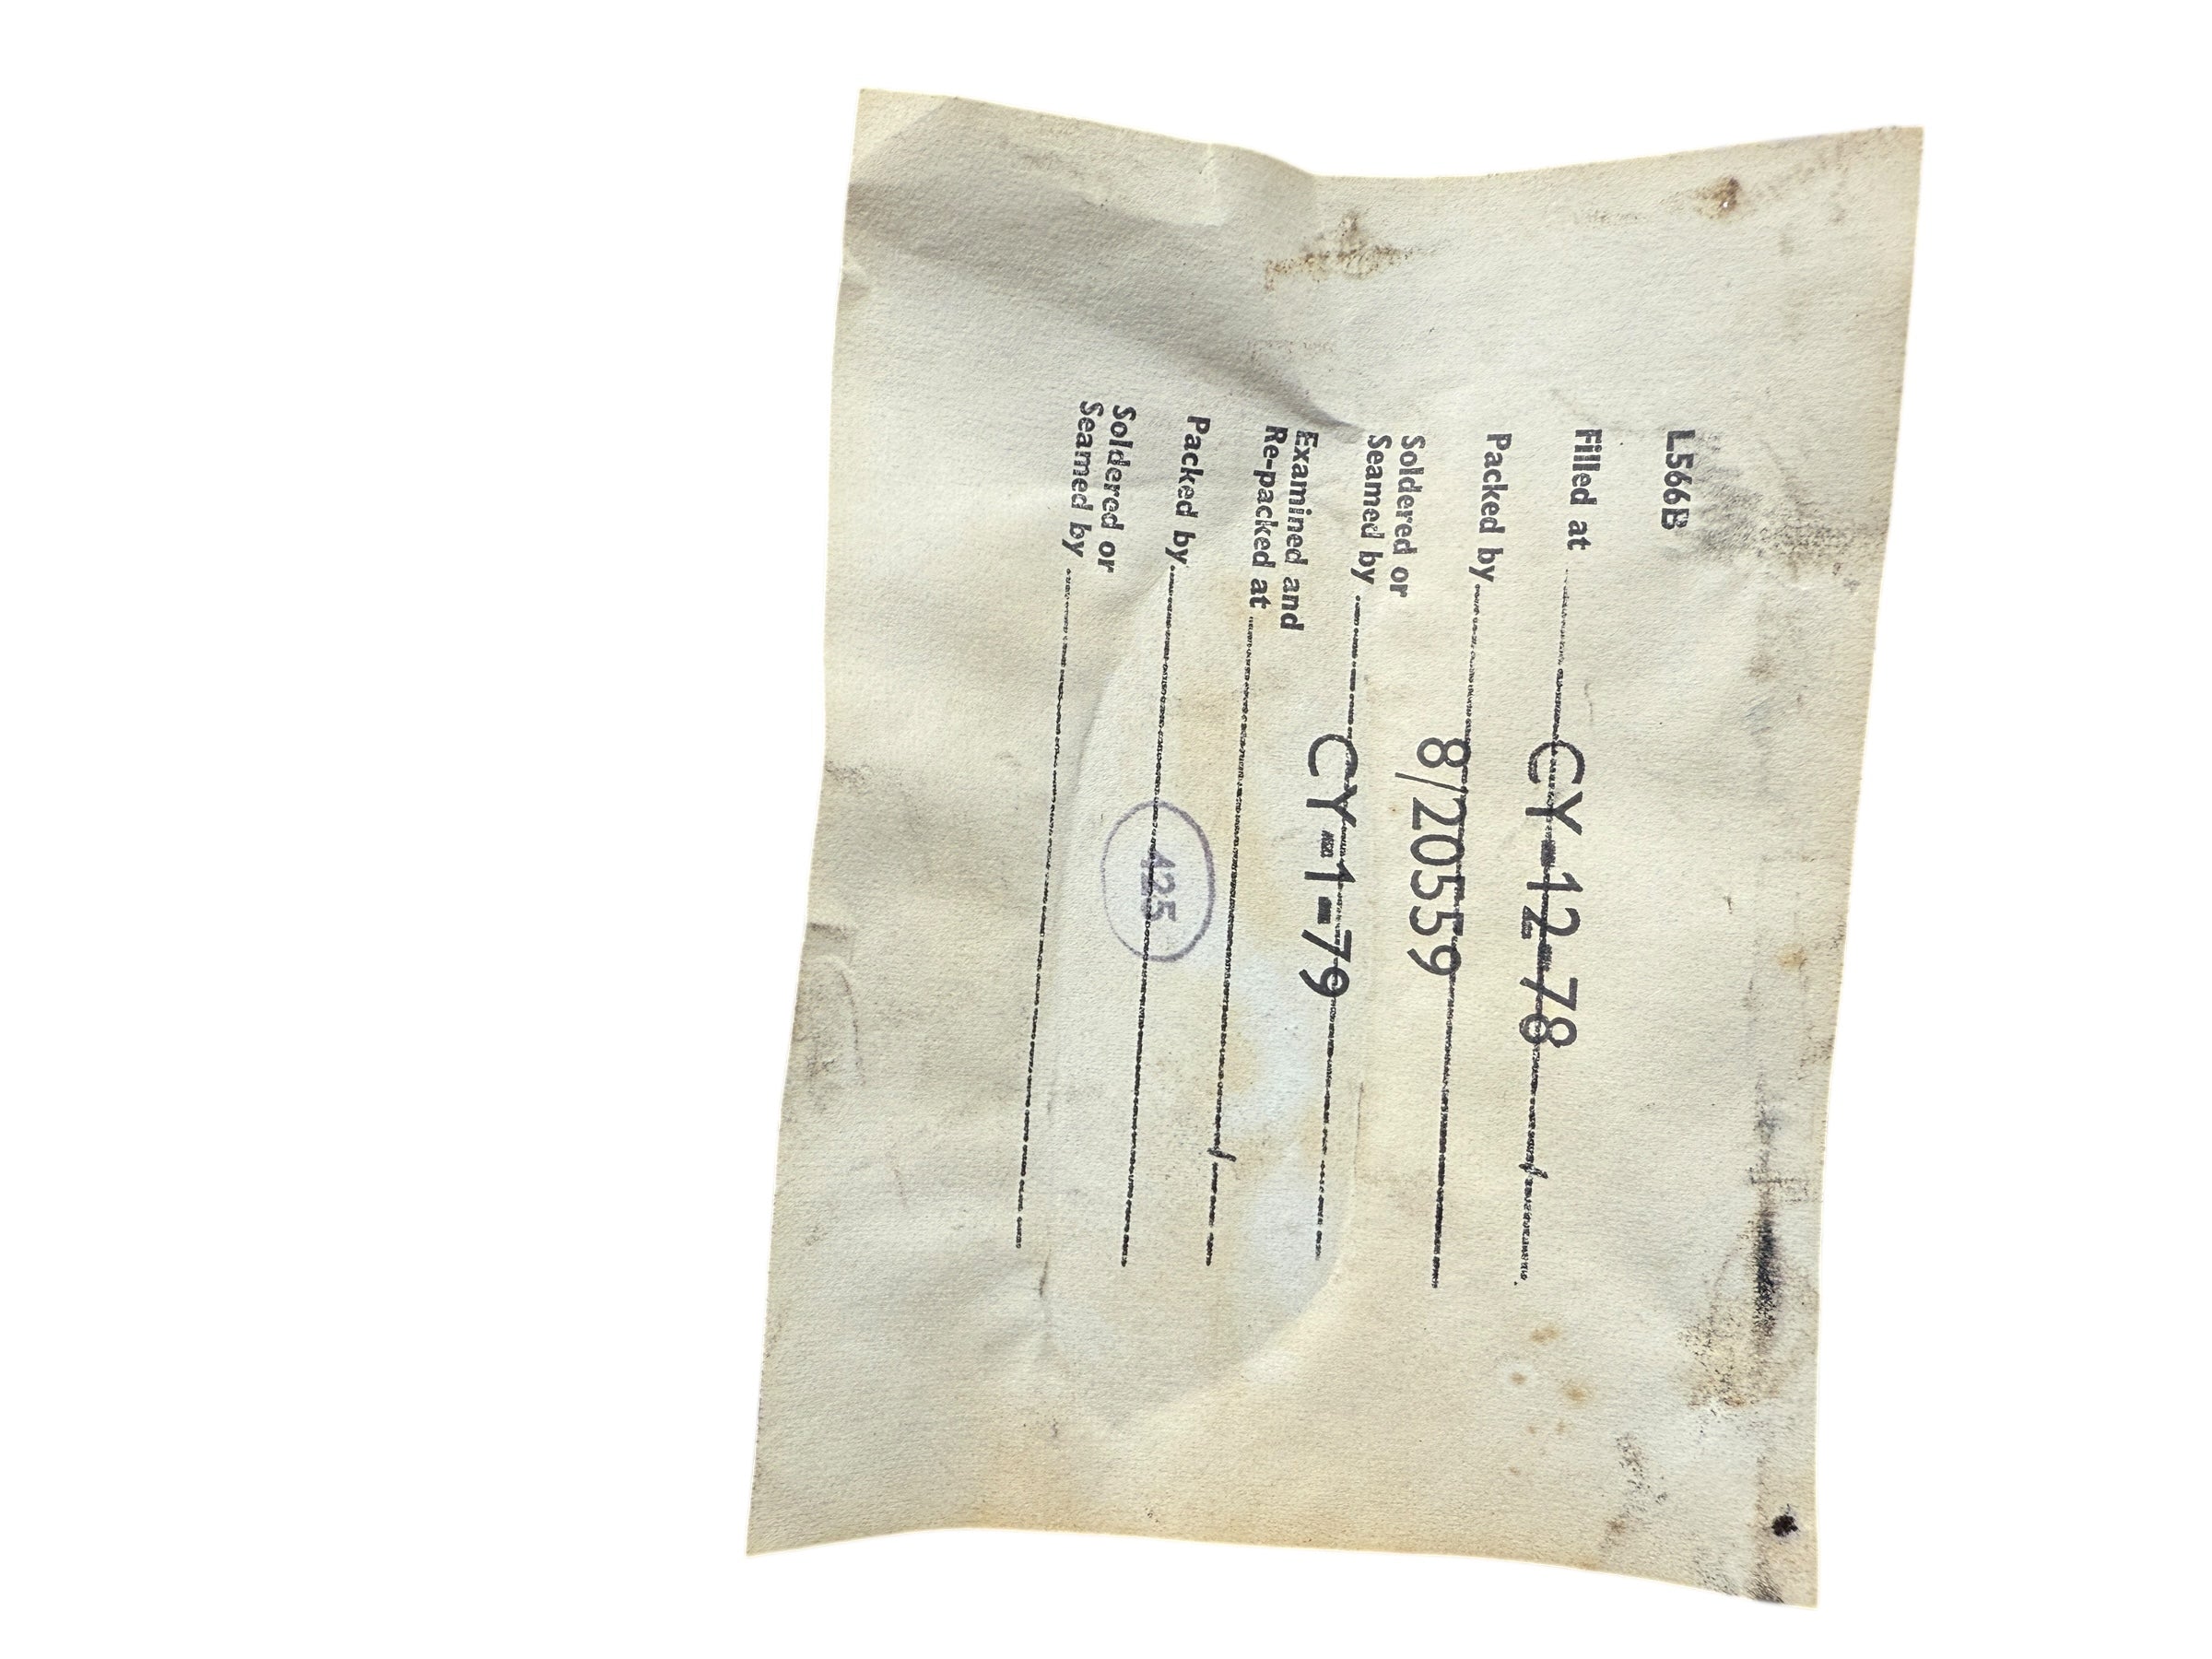 L566B
Filled at CY-12-78
Packed by 8/20559
Soldered or
Seamed by CY-1-79
Examined and
Re-packed at
Packed by 425
Soldered or
Seamed by